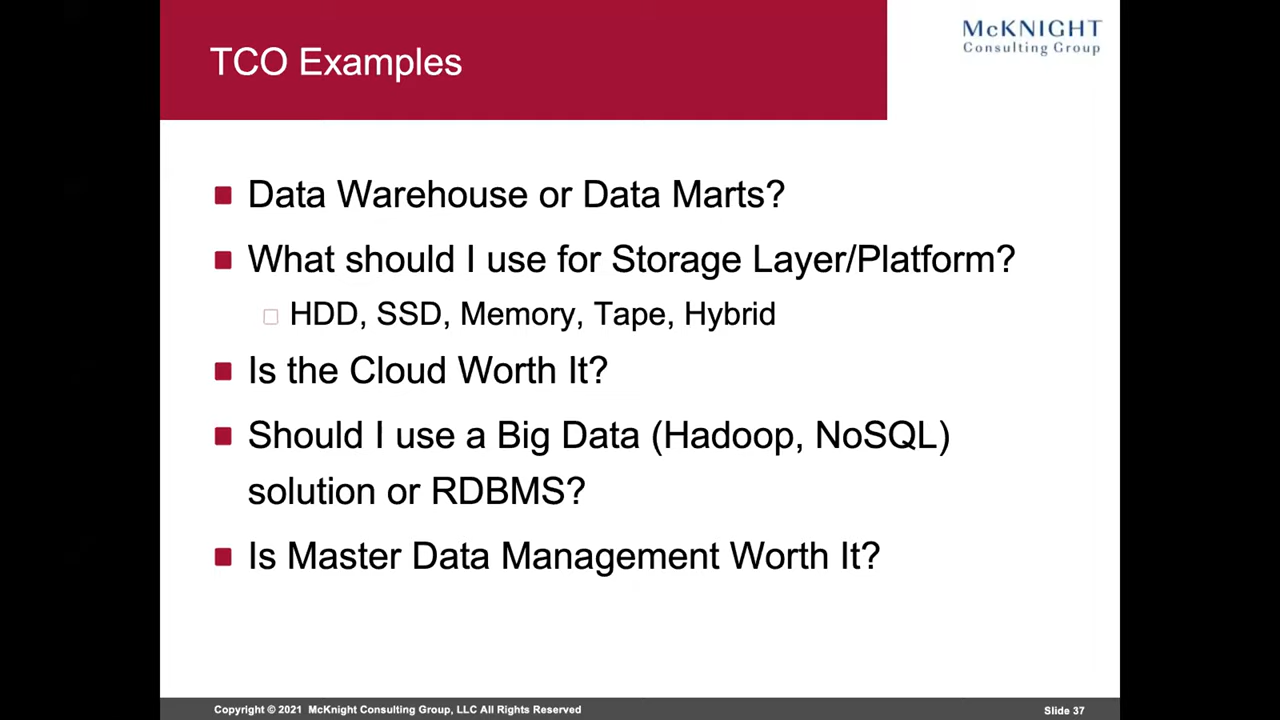 TCO Examples
McKNIGHT
Consulting Group
Data Warehouse or Data Marts?
What should I use for Storage Layer/Platform?
HDD, SSD, Memory, Tape, Hybrid
Is the Cloud Worth It?
Should I use a Big Data (Hadoop, NoSQL)
solution or RDBMS?
Is Master Data Management Worth It?
Copyright © 2021 McKnight Consulting Group, LLC All Rights Reserved
Slide 37